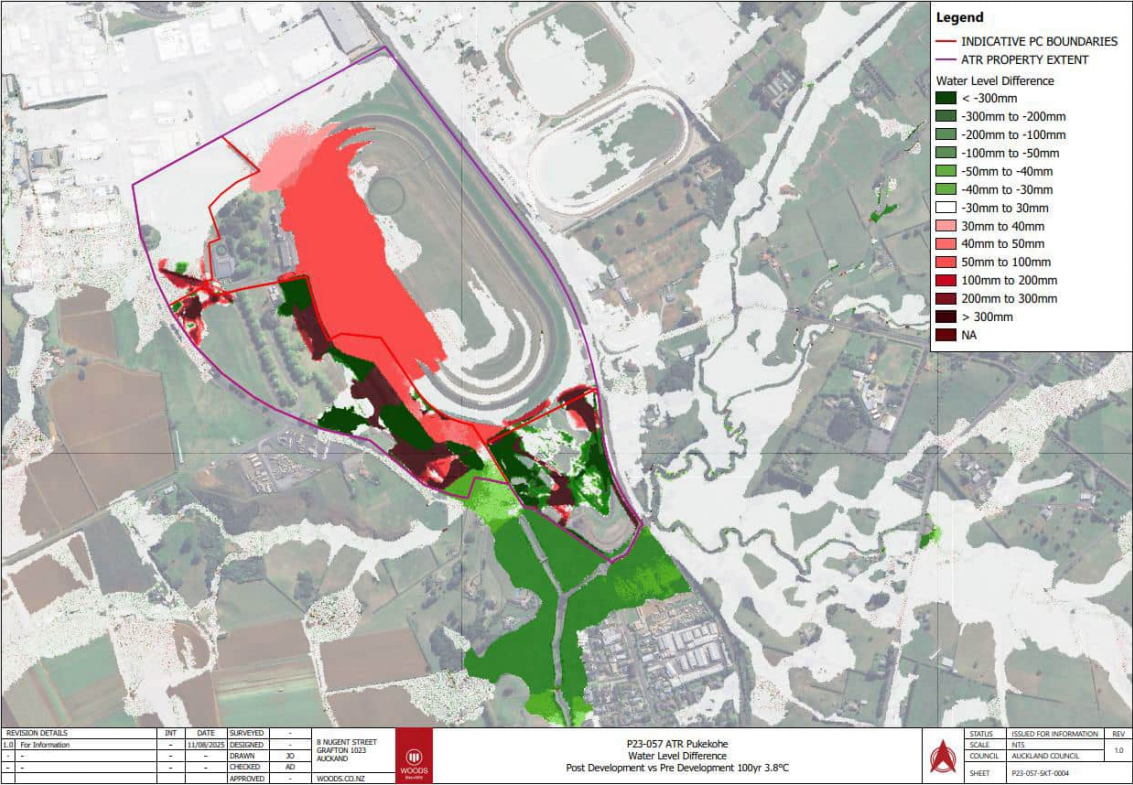 Legend
INDICATIVE PC BOUNDARIES
ATR PROPERTY EXTENT
Water Level Difference
< -300mm
-300mm to -200mm
-200mm to -100mm
-100mm to -50mm
-50mm to -40mm
-40mm to -30mm
-30mm to 30mm
30mm to 40mm
40mm to 50mm
50mm to 100mm
100mm to 200mm
200mm to 300mm
> 300mm
NA
REVISION DETAILS INT DATE SURVEYED -
1.0 For Information - 11/08/2025 DESIGNED -
- - - - DRAWN JO
- - - - CHECKED AD
APPROVED -
8 NUGENT STREET
GRAFTON 1023
AUCKAND
WOODS.CO.NZ
WOODS
P23-057 ATR Pukekohe
Water Level Difference
Post Development vs Pre Development 100yr 3.8°C
STATUS ISSUED FOR INFORMATION REV
SCALE NTS 1.0
COUNCIL AUCKLAND COUNCIL
SHEET P23-057-SKT-0004